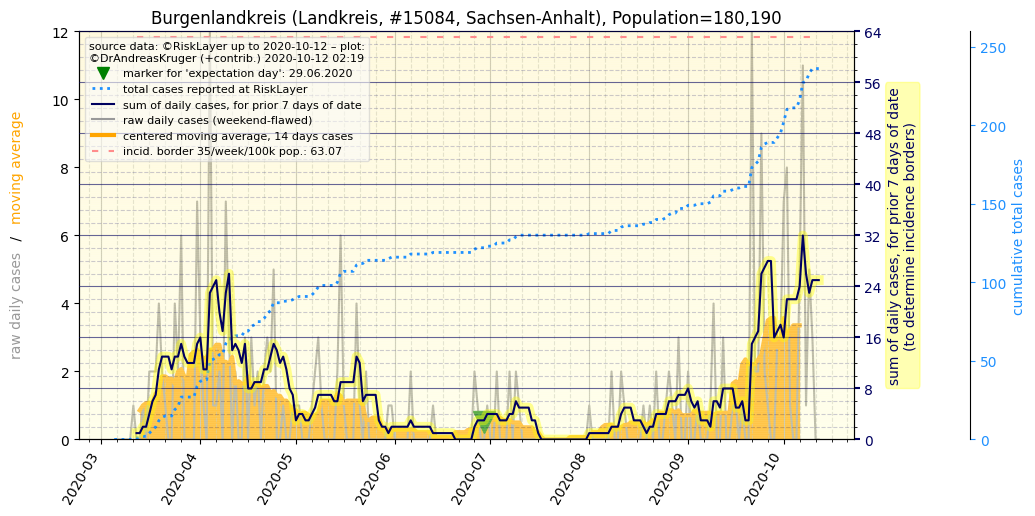 Burgenlandkreis (Landkreis, #15084, Sachsen-Anhalt), Population=180,190
source data: ©RiskLayer up to 2020-10-12 – plot:
©DrAndreasKruger (+contrib.) 2020-10-12 02:19
marker for 'expectation day': 29.06.2020
total cases reported at RiskLayer
sum of daily cases, for prior 7 days of date
raw daily cases (weekend-flawed)
centered moving average, 14 days cases
incid. border 35/week/100k pop.: 63.07
raw daily cases / moving average
12
10
8
6
4
2
0
2020-03
2020-04
2020-05
2020-06
2020-07
2020-08
2020-09
2020-10
64
56
48
40
32
24
16
8
0
sum of daily cases, for prior 7 days of date
(to determine incidence borders)
250
200
150
100
50
0
cumulative total cases